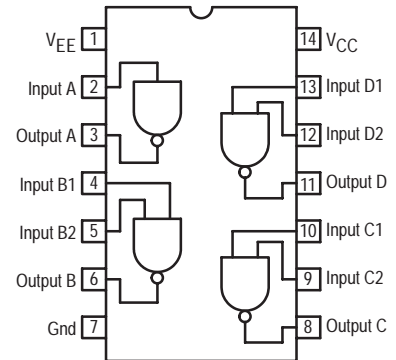 VEE 1
Input A 2
Output A 3
Input B1 4
Input B2 5
Output B 6
Gnd 7
14 VCC
13 Input D1
12 Input D2
11 Output D
10 Input C1
9 Input C2
8 Output C